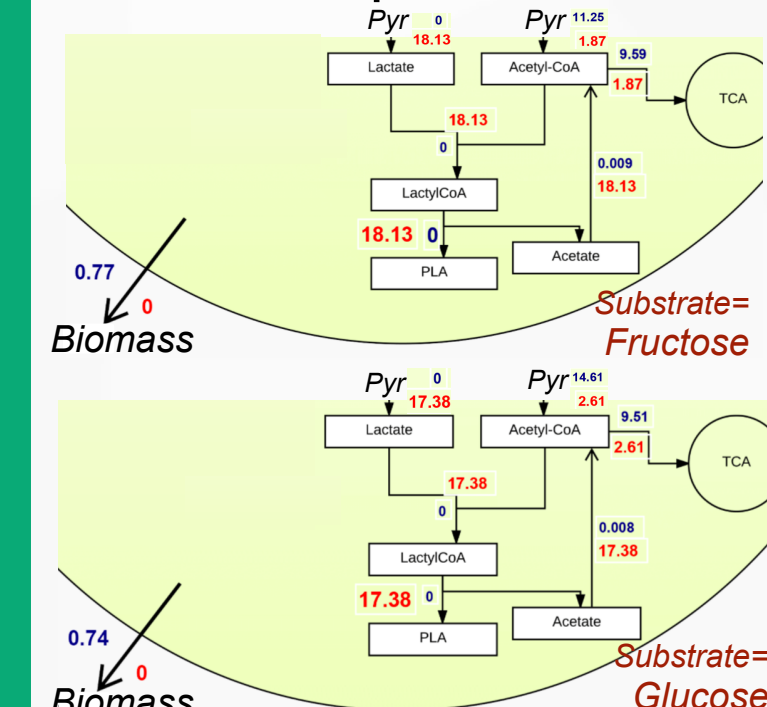 Pyr 0
18.13
Pyr 11.25
1.87
Lactate
Acetyl-CoA
9.59
1.87
TCA
18.13
0
0.009
18.13
LactylCoA
18.13 0
Acetate
PLA
0.77
0
Biomass
Substrate=
Fructose
Pyr 0
17.38
Pyr 14.61
2.61
Lactate
Acetyl-CoA
9.51
2.61
TCA
17.38
0
0.008
17.38
LactylCoA
17.38 0
Acetate
PLA
0.74
0
Biomass
Substrate=
Glucose